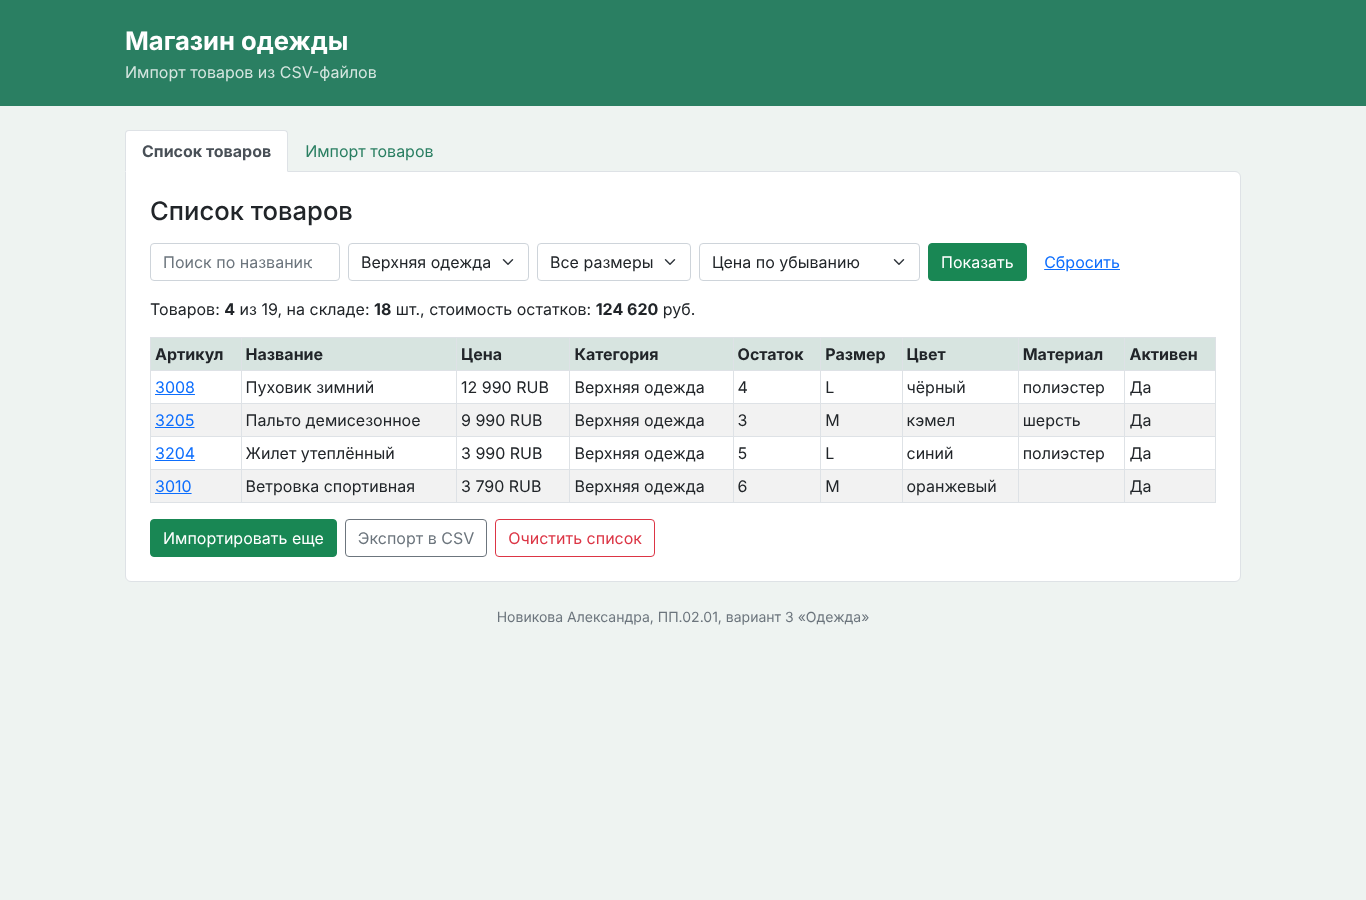 Магазин одежды
Импорт товаров из CSV-файлов
Список товаров Импорт товаров
Список товаров
Поиск по названик Верхняя одежда Все размеры Цена по убыванию Показать Сбросить
Товаров: 4 из 19, на складе: 18 шт., стоимость остатков: 124 620 руб.
Артикул Название Цена Категория Остаток Размер Цвет Материал Активен
3008 Пуховик зимний 12 990 RUB Верхняя одежда 4 L чёрный полиэстер Да
3205 Пальто демисезонное 9 990 RUB Верхняя одежда 3 M кэмел шерсть Да
3204 Жилет утеплённый 3 990 RUB Верхняя одежда 5 L синий полиэстер Да
3010 Ветровка спортивная 3 790 RUB Верхняя одежда 6 M оранжевый Да
Импортировать еще Экспорт в CSV Очистить список
Новикова Александра, ПП.02.01, вариант 3 «Одежда»